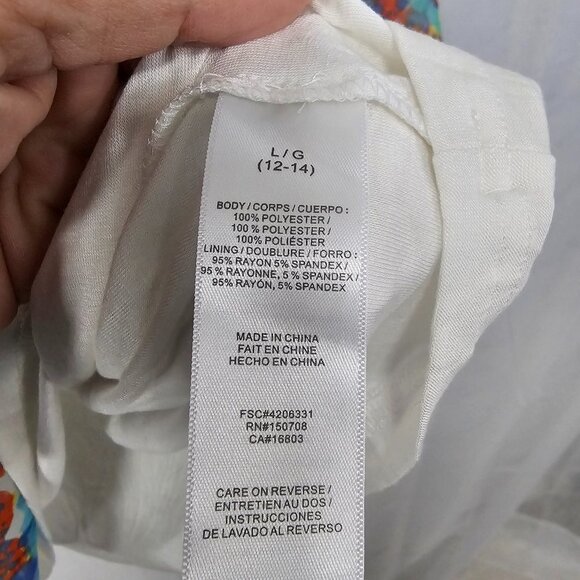 L / G
(12-14)
BODY / CORPS / CUERPO :
100% POLYESTER /
100 % POLYESTER /
100% POLIÉSTER
LINING / DOUBLURE / FORRO :
95% RAYON 5% SPANDEX /
95 % RAYONNE, 5 % SPANDEX /
95% RAYÓN, 5% SPANDEX
MADE IN CHINA
FAIT EN CHINE
HECHO EN CHINA
FSC#4206331
RN#150708
CA#16803
CARE ON REVERSE /
ENTRETIEN AU DOS /
INSTRUCCIONES
DE LAVADO AL REVERSO